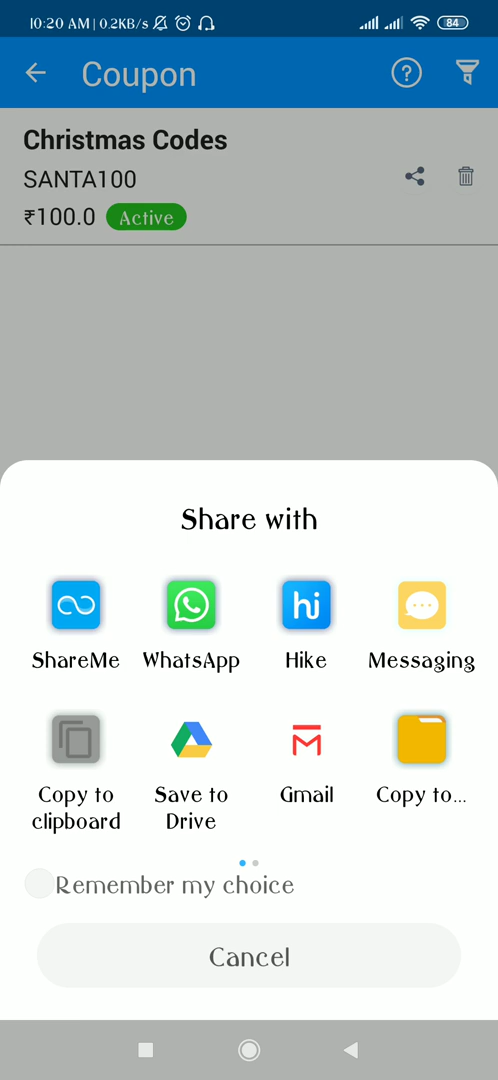 10:20 AM | 0.2KB/s 84
Coupon
Christmas Codes
SANTA100
₹100.0 Active
Share with
ShareMe WhatsApp Hike Messaging
Copy to clipboard Save to Drive Gmail Copy to...
Remember my choice
Cancel